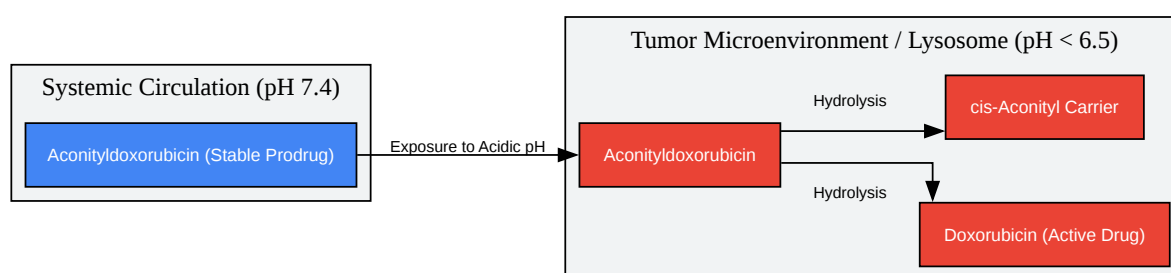 Systemic Circulation (pH 7.4)
Aconityldoxorubicin (Stable Prodrug)
Exposure to Acidic pH
Tumor Microenvironment / Lysosome (pH < 6.5)
Aconityldoxorubicin
Hydrolysis
cis-Aconityl Carrier
Hydrolysis
Doxorubicin (Active Drug)